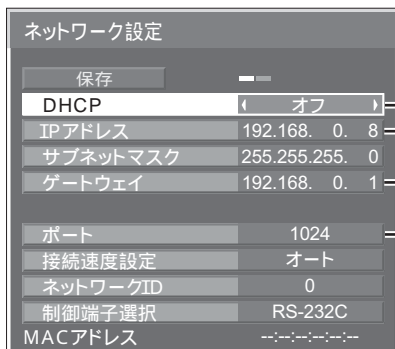 ネットワーク設定
保存
DHCP オフ
IPアドレス 192.168. 0. 8
サブネットマスク 255.255.255. 0
ゲートウェイ 192.168. 0. 1
ポート 1024
接続速度設定 オート
ネットワークID 0
制御端子選択 RS-232C
MACアドレス --:--:--:--:--:--